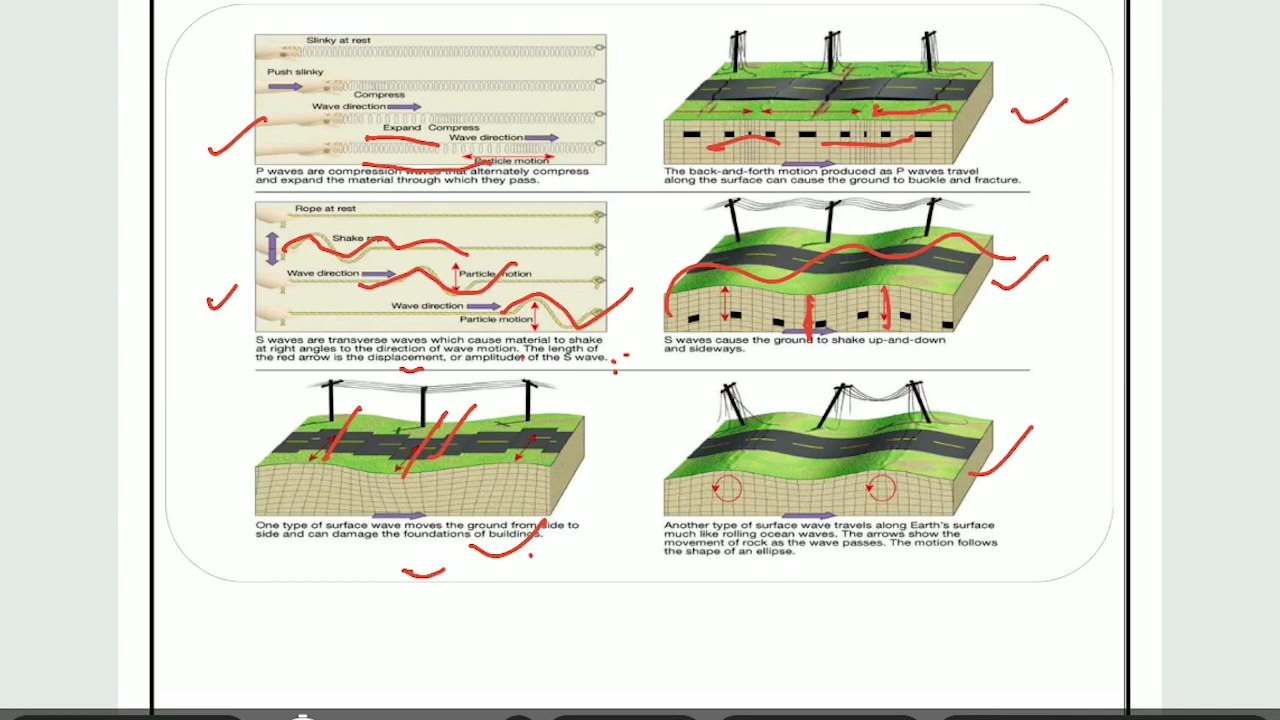 Slinky at rest
Push slinky
Compress
Wave direction
Expand Compress
Wave direction
Particle motion
P waves are compression waves that alternately compress
and expand the material through which they pass.
The back-and-forth motion produced as P waves travel
along the surface can cause the ground to buckle and fracture.
Rope at rest
Shake rope
Wave direction
Particle motion
Wave direction
Particle motion
S waves are transverse waves which cause material to shake
at right angles to the direction of wave motion. The length of
the red arrow is the displacement, or amplitude, of the S wave.
S waves cause the ground to shake up-and-down
and sideways.
One type of surface wave moves the ground from side to
side and can damage the foundations of buildings.
Another type of surface wave travels along Earth's surface
much like rolling ocean waves. The arrows show the
movement of rock as the wave passes. The motion follows
the shape of an ellipse.